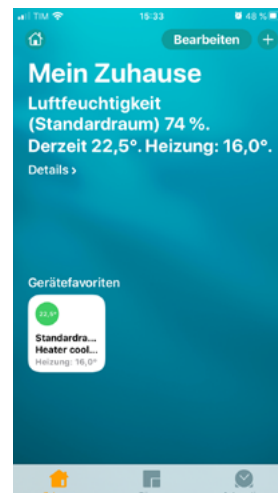 TIM 15:33 48 %
Bearbeiten +
Mein Zuhause
Luftfeuchtigkeit
(Standardraum) 74 %.
Derzeit 22,5°. Heizung: 16,0°.
Details >
Gerätefavoriten
22,5°
Standardra...
Heater cool...
Heizung: 16,0°